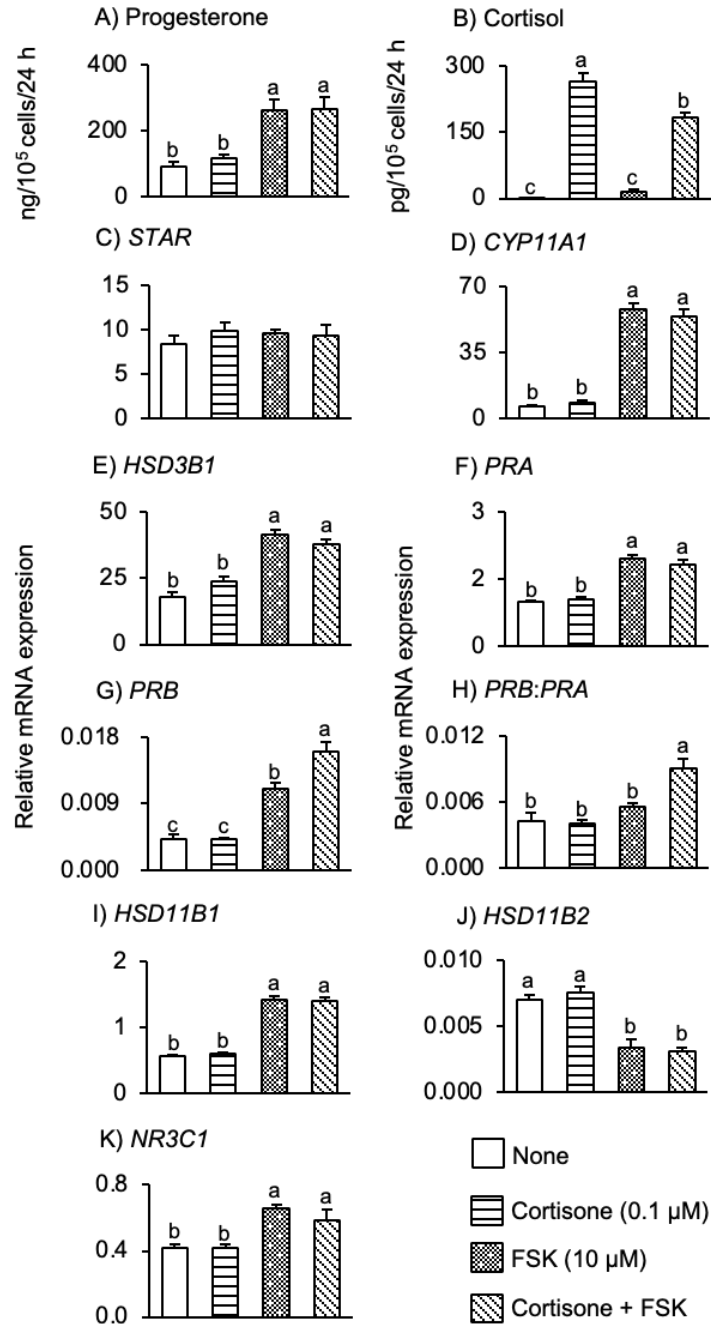 A) Progesterone
ng/10⁵ cells/24 h
400
200
0
b
b
a
a
B) Cortisol
pg/10⁵ cells/24 h
300
150
0
c
a
c
b
C) STAR
15
10
5
0
D) CYP11A1
70
35
0
b
b
a
a
Relative mRNA expression
E) HSD3B1
50
25
0
b
b
a
a
Relative mRNA expression
F) PRA
3
2
0
b
b
a
a
G) PRB
0.018
0.009
0.000
c
c
b
a
H) PRB:PRA
0.012
0.006
0.000
b
b
b
a
I) HSD11B1
2
1
0
b
b
a
a
J) HSD11B2
0.010
0.005
0.000
a
a
b
b
K) NR3C1
0.8
0.4
0.0
b
b
a
a
None
Cortisone (0.1 µM)
FSK (10 µM)
Cortisone + FSK